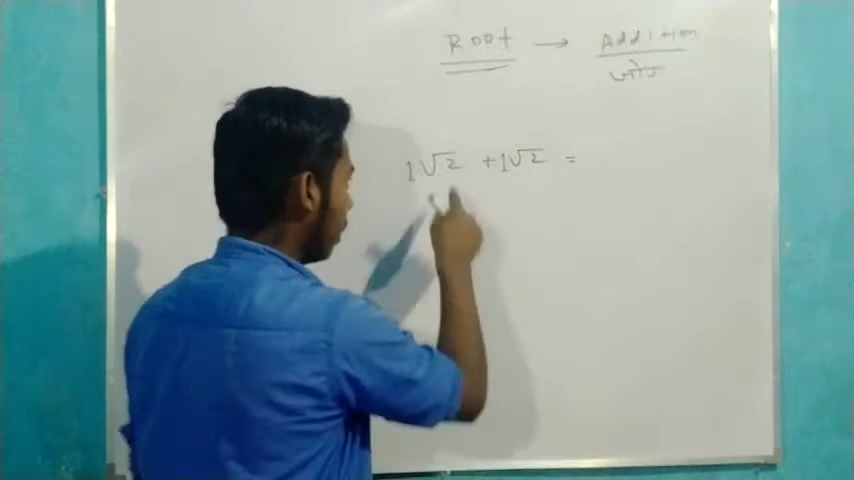 Root → Addition
जोड़
1√2 + 1√2 =